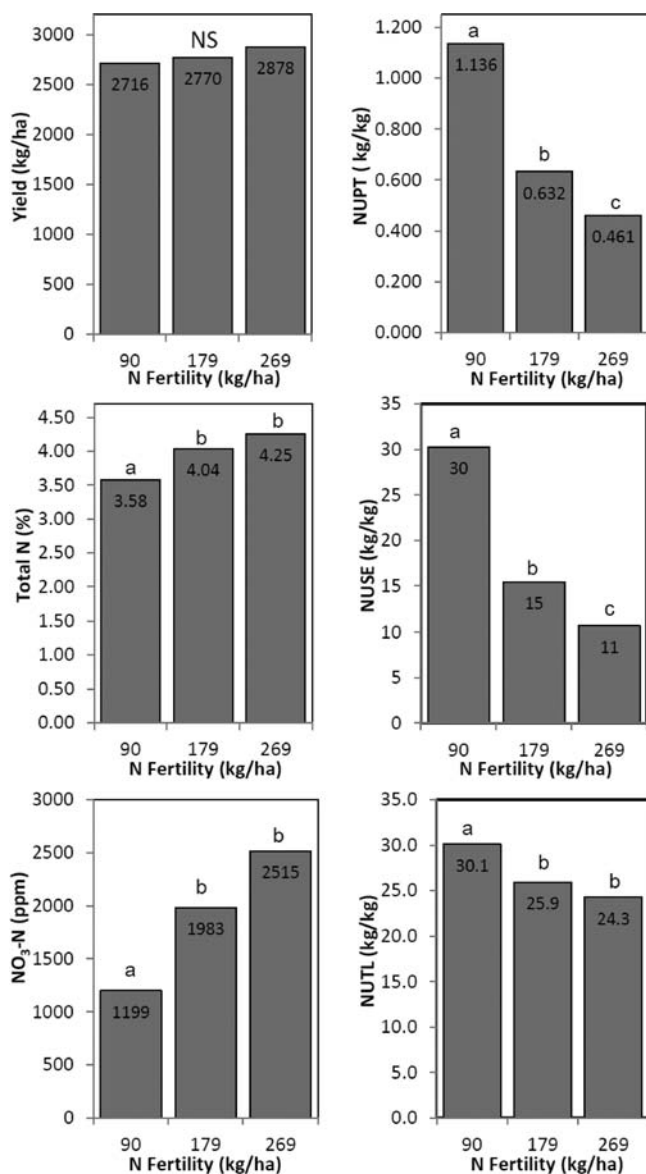 3000
2500
2000
1500
1000
500
0
Yield (kg/ha)
NS
2716
2770
2878
90 179 269
N Fertility (kg/ha)
1.200
1.000
0.800
0.600
0.400
0.200
0.000
NUPT ( kg/kg)
a
b
c
1.136
0.632
0.461
90 179 269
N Fertility (kg/ha)
4.50
4.00
3.50
3.00
2.50
2.00
1.50
1.00
0.50
0.00
Total N (%)
a
b
b
3.58
4.04
4.25
90 179 269
N Fertility (kg/ha)
35
30
25
20
15
10
5
0
NUSE (kg/kg)
a
b
c
30
15
11
90 179 269
N Fertility (kg/ha)
3000
2500
2000
1500
1000
500
0
NO₃-N (ppm)
a
b
b
1199
1983
2515
90 179 269
N Fertility (kg/ha)
35.0
30.0
25.0
20.0
15.0
10.0
5.0
0.0
NUTL (kg/kg)
a
b
b
30.1
25.9
24.3
90 179 269
N Fertility (kg/ha)